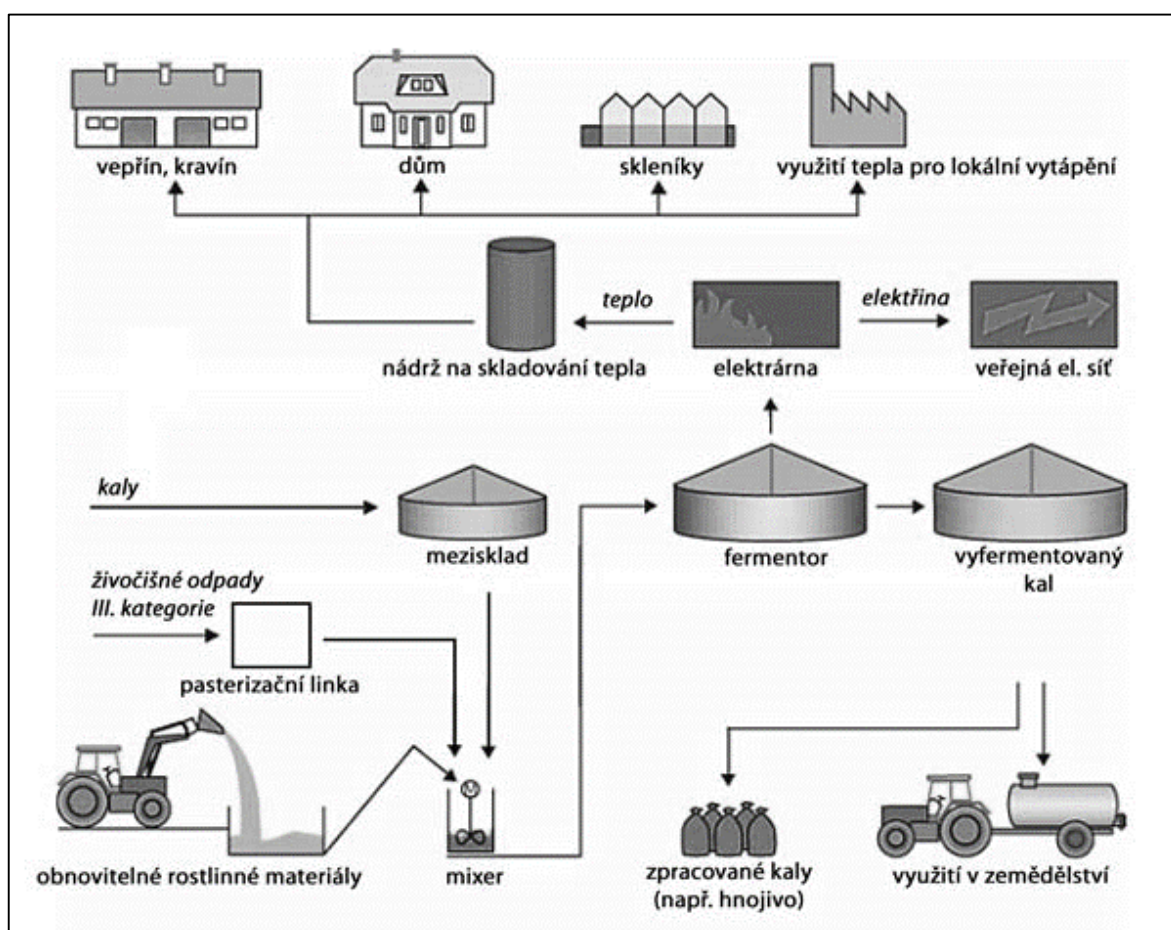 vepřín, kravín
dům
skleníky
využití tepla pro lokální vytápění
teplo
elektřina
nádrž na skladování tepla
elektrárna
veřejná el. síť
kaly
mezisklad
fermentor
vyfermentovaný
kal
živočišné odpady
III. kategorie
pasterizační linka
M
obnovitelné rostlinné materiály
mixer
zpracované kaly
(např. hnojivo)
využití v zemědělství